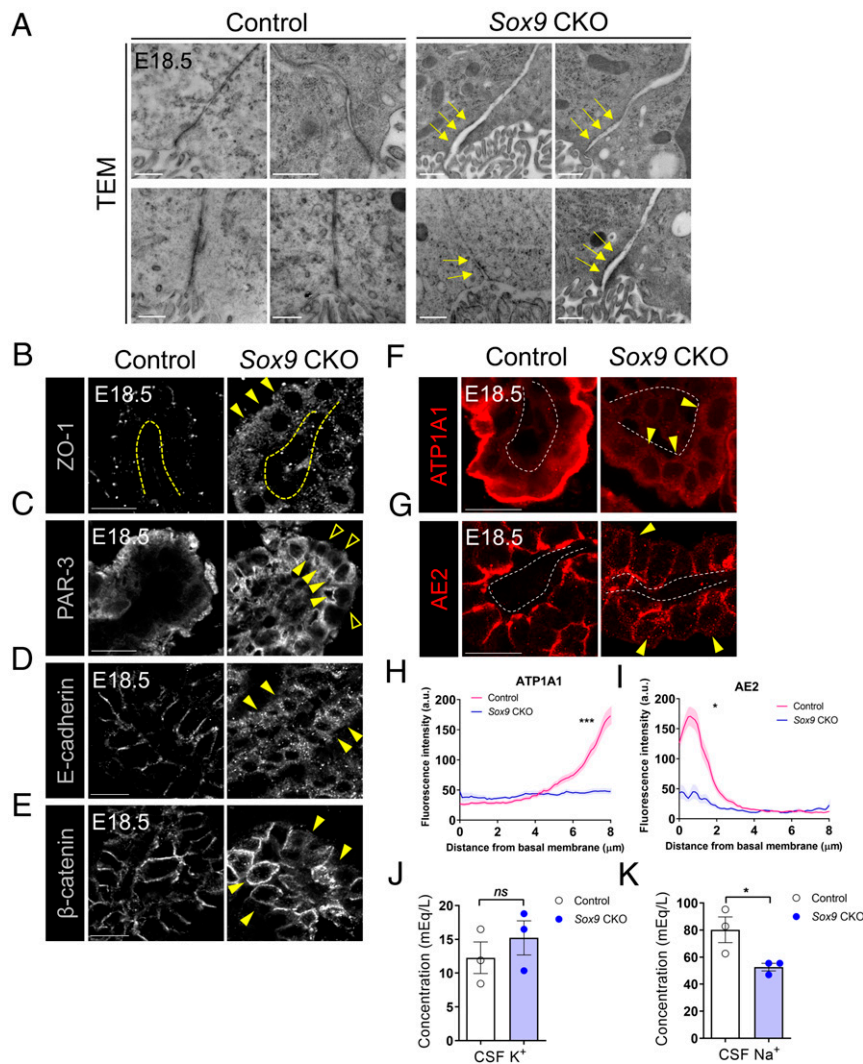 A
Control
Sox9 CKO
E18.5
TEM
B
Control
Sox9 CKO
ZO-1
E18.5
C
PAR-3
E18.5
D
E-cadherin
E18.5
E
β-catenin
E18.5
F
Control
Sox9 CKO
ATP1A1
E18.5
G
AE2
E18.5
H
ATP1A1
Control
Sox9 CKO
Fluorescence intensity (a.u.)
200
150
100
50
0
***
0 2 4 6 8
Distance from basal membrane (μm)
I
AE2
Control
Sox9 CKO
Fluorescence intensity (a.u.)
200
150
100
50
0
*
0 2 4 6 8
Distance from basal membrane (μm)
J
Concentration (mEq/L)
20
15
10
5
0
ns
Control
Sox9 CKO
CSF K+
K
Concentration (mEq/L)
100
80
60
40
20
0
*
Control
Sox9 CKO
CSF Na+